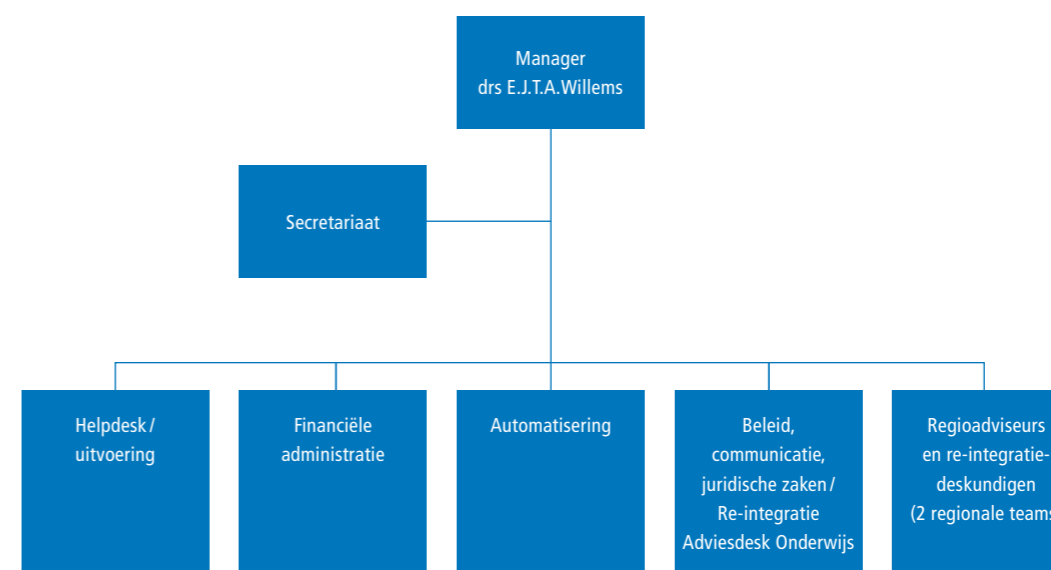 Manager
drs E.J.T.A.Willems
Secretariaat
Helpdesk /
uitvoering
Financiële
administratie
Automatisering
Beleid,
communicatie,
juridische zaken /
Re-integratie
Adviesdesk Onderwijs
Regioadviseurs
en re-integratie-
deskundigen
(2 regionale teams